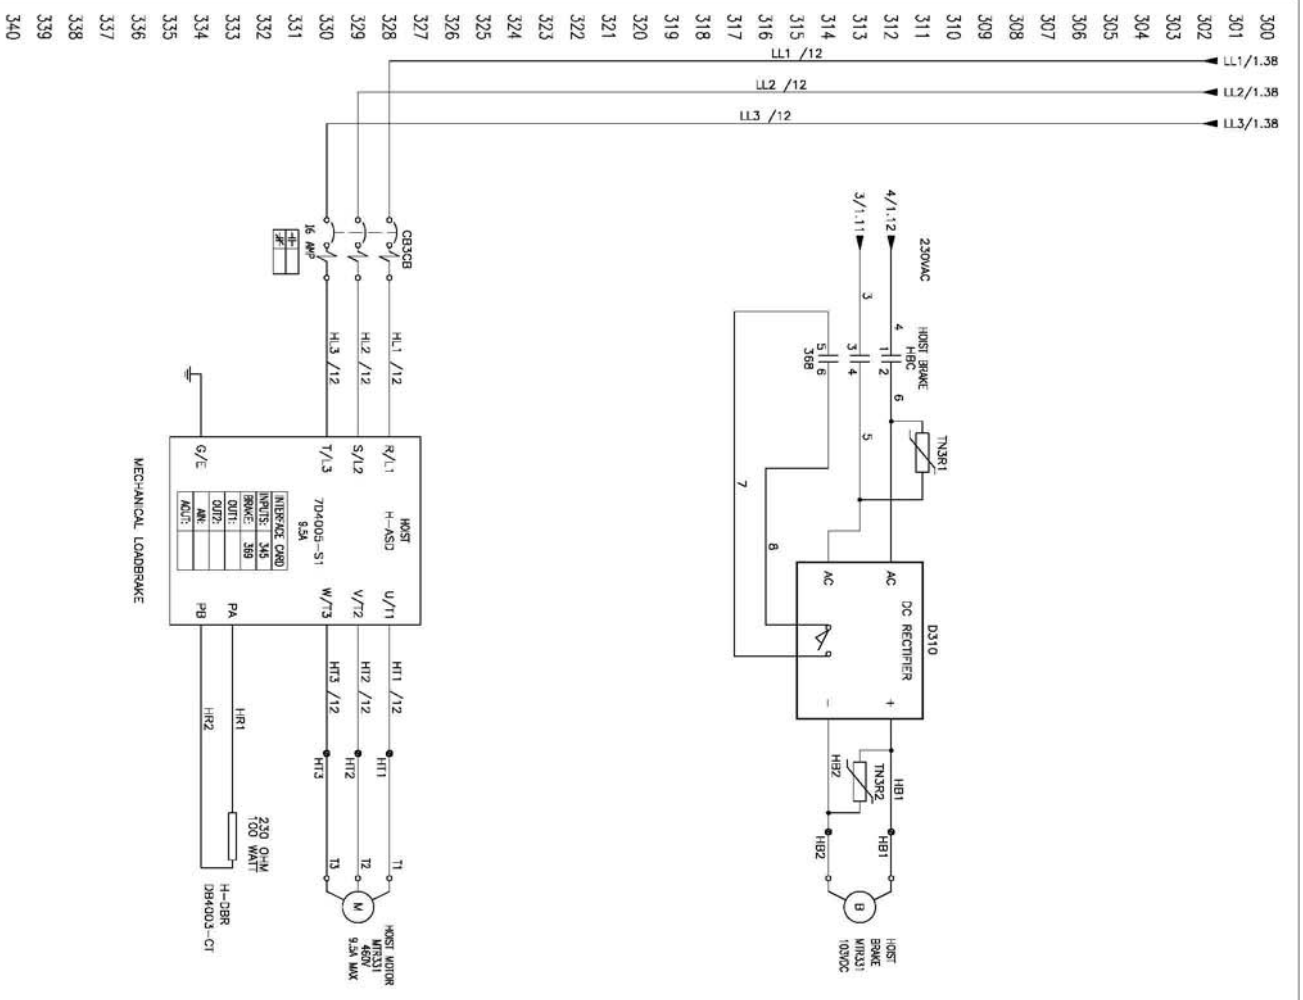 300
301
302
303
304
305
306
307
308
309
310
311
312
313
314
315
316
317
318
319
320
321
322
323
324
325
326
327
328
329
330
331
332
333
334
335
336
337
338
339
340
LL1/1.38
LL2/1.38
LL3/1.38
LL1 /12
LL2 /12
LL3 /12
230VAC
4/1.12
3/1.11
4
3
HOIST BRAKE
HBC
1 2
3 4
5 6
368
6
5
7
8
TN3R1
D310
DC RECTIFIER
AC
AC
+
-
HB1
HB2
TN3R2
HB1
HB2
B
HOIST
BRAKE
MTR331
103VDC
CB3CB
16 AMP
HL1 /12
HL2 /12
HL3 /12
R/L1
S/L2
T/L3
G/E
HOIST
H-ASD
7D4005-S1
9.5A
INTERFACE CARD
INPUTS: 345
BRAKE: 369
OUT1:
OUT2:
AIN:
AOUT:
U/T1
V/T2
W/T3
PA
PB
MECHANICAL LOADBRAKE
HT1 /12
HT2 /12
HT3 /12
HT1
HT2
HT3
T1
T2
T3
M
HOIST MOTOR
MTR331
460V
9.5A MAX
HR1
HR2
230 OHM
100 WATT
H-DBR
DB4003-CT